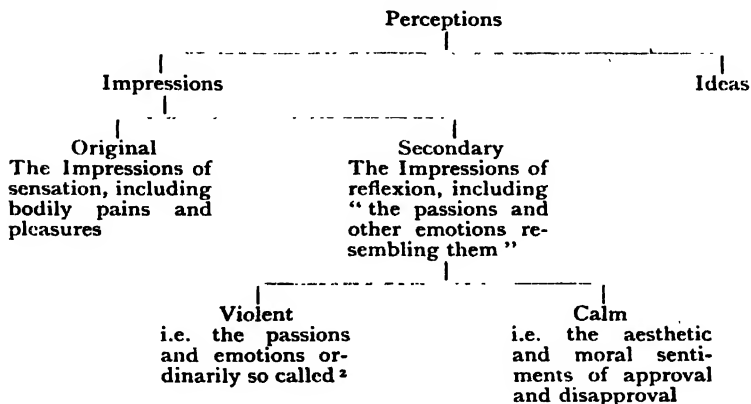 Perceptions
Impressions
Ideas
Original
The Impressions of
sensation, including
bodily pains and
pleasures
Secondary
The Impressions of
reflexion, including
“ the passions and
other emotions re-
sembling them ”
Violent
i.e. the passions
and emotions or-
dinarily so called ²
Calm
i.e. the aesthetic
and moral senti-
ments of approval
and disapproval